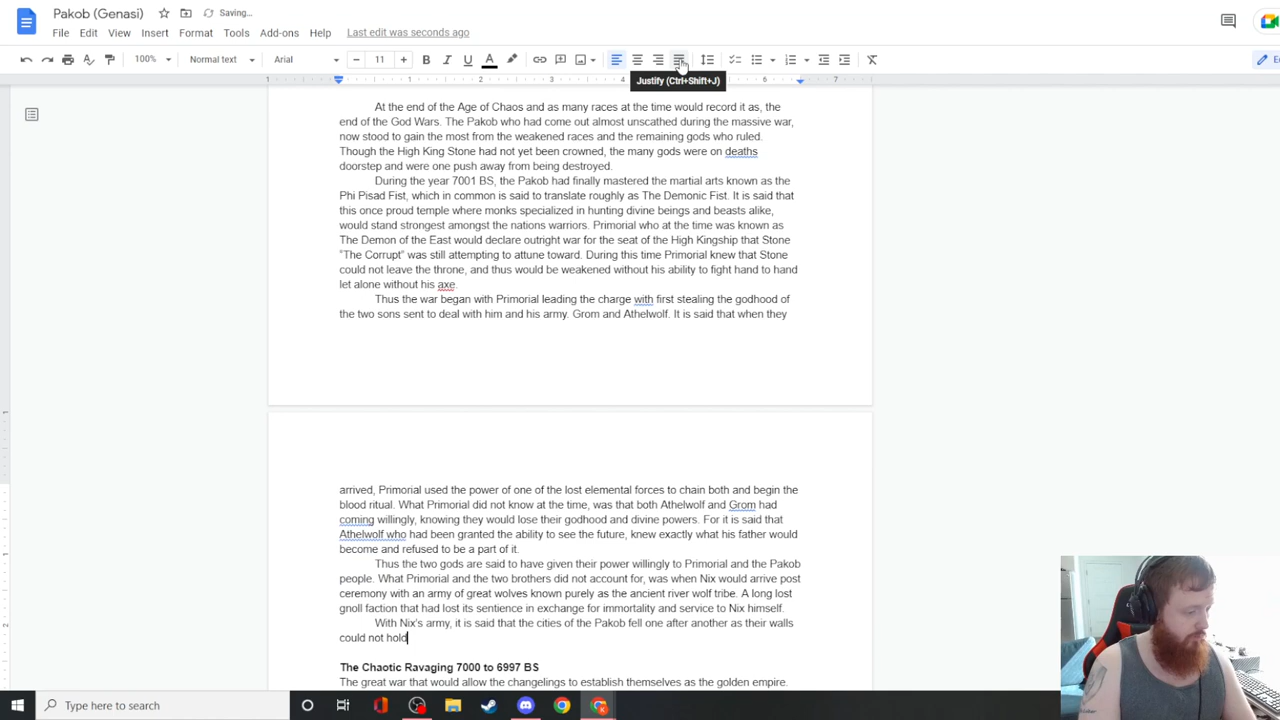 Pakob (Genasi)
Saving…
File Edit View Insert Format Tools Add-ons Help Last edit was seconds ago
100% Normal text Arial 11 B I U A
Justify (Ctrl+Shift+J)
1 1 2 3 4 6 7
At the end of the Age of Chaos and as many races at the time would record it as, the
end of the God Wars. The Pakob who had come out almost unscathed during the massive war,
now stood to gain the most from the weakened races and the remaining gods who ruled.
Though the High King Stone had not yet been crowned, the many gods were on deaths
doorstep and were one push away from being destroyed.
During the year 7001 BS, the Pakob had finally mastered the martial arts known as the
Phi Pisad Fist, which in common is said to translate roughly as The Demonic Fist. It is said that
this once proud temple where monks specialized in hunting divine beings and beasts alike,
would stand strongest amongst the nations warriors. Primorial who at the time was known as
The Demon of the East would declare outright war for the seat of the High Kingship that Stone
"The Corrupt" was still attempting to attune toward. During this time Primorial knew that Stone
could not leave the throne, and thus would be weakened without his ability to fight hand to hand
let alone without his axe.
Thus the war began with Primorial leading the charge with first stealing the godhood of
the two sons sent to deal with him and his army. Grom and Athelwolf. It is said that when they
arrived, Primorial used the power of one of the lost elemental forces to chain both and begin the
blood ritual. What Primorial did not know at the time, was that both Athelwolf and Grom had
coming willingly, knowing they would lose their godhood and divine powers. For it is said that
Athelwolf who had been granted the ability to see the future, knew exactly what his father would
become and refused to be a part of it.
Thus the two gods are said to have given their power willingly to Primorial and the Pakob
people. What Primorial and the two brothers did not account for, was when Nix would arrive post
ceremony with an army of great wolves known purely as the ancient river wolf tribe. A long lost
gnoll faction that had lost its sentience in exchange for immortality and service to Nix himself.
With Nix's army, it is said that the cities of the Pakob fell one after another as their walls
could not hold
The Chaotic Ravaging 7000 to 6997 BS
The great war that would allow the changelings to establish themselves as the golden empire.
Type here to search